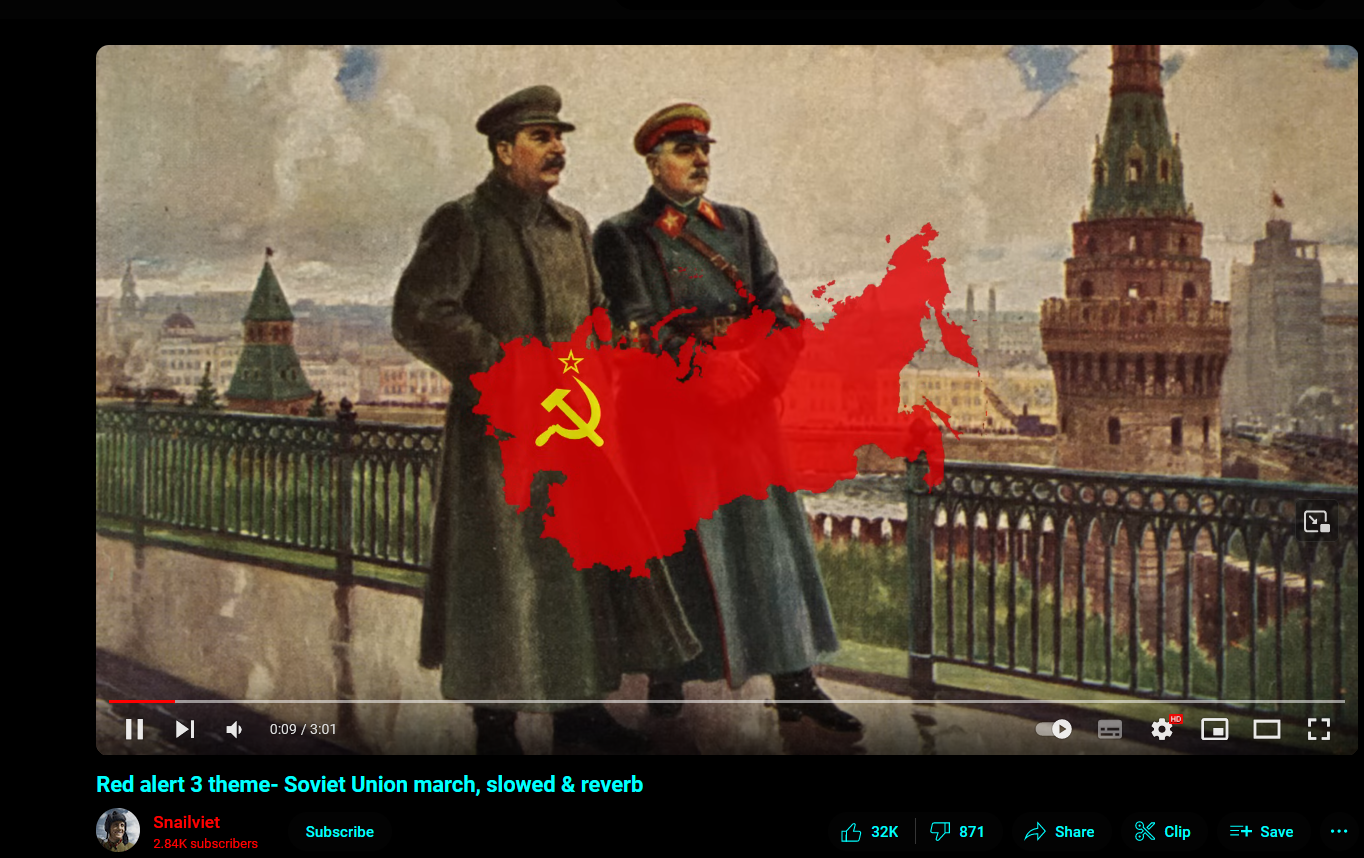 0:09 / 3:01
HD
Red alert 3 theme- Soviet Union march, slowed & reverb
Snailviet
2.84K subscribers
Subscribe
32K
871
Share
Clip
Save